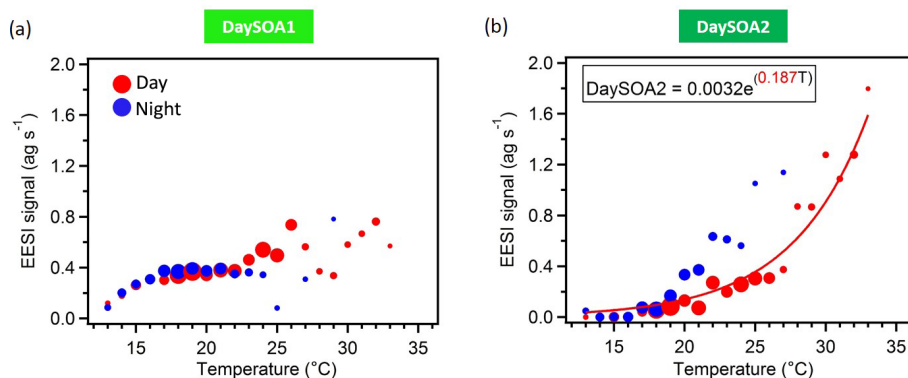 (a)
DaySOA1
2.0
1.6
1.2
0.8
0.4
0.0
EESI signal (ag s⁻¹)
Day
Night
15 20 25 30 35
Temperature (°C)
(b)
DaySOA2
2.0
1.6
1.2
0.8
0.4
0.0
EESI signal (ag s⁻¹)
DaySOA2 = 0.0032e^(0.187T)
15 20 25 30 35
Temperature (°C)